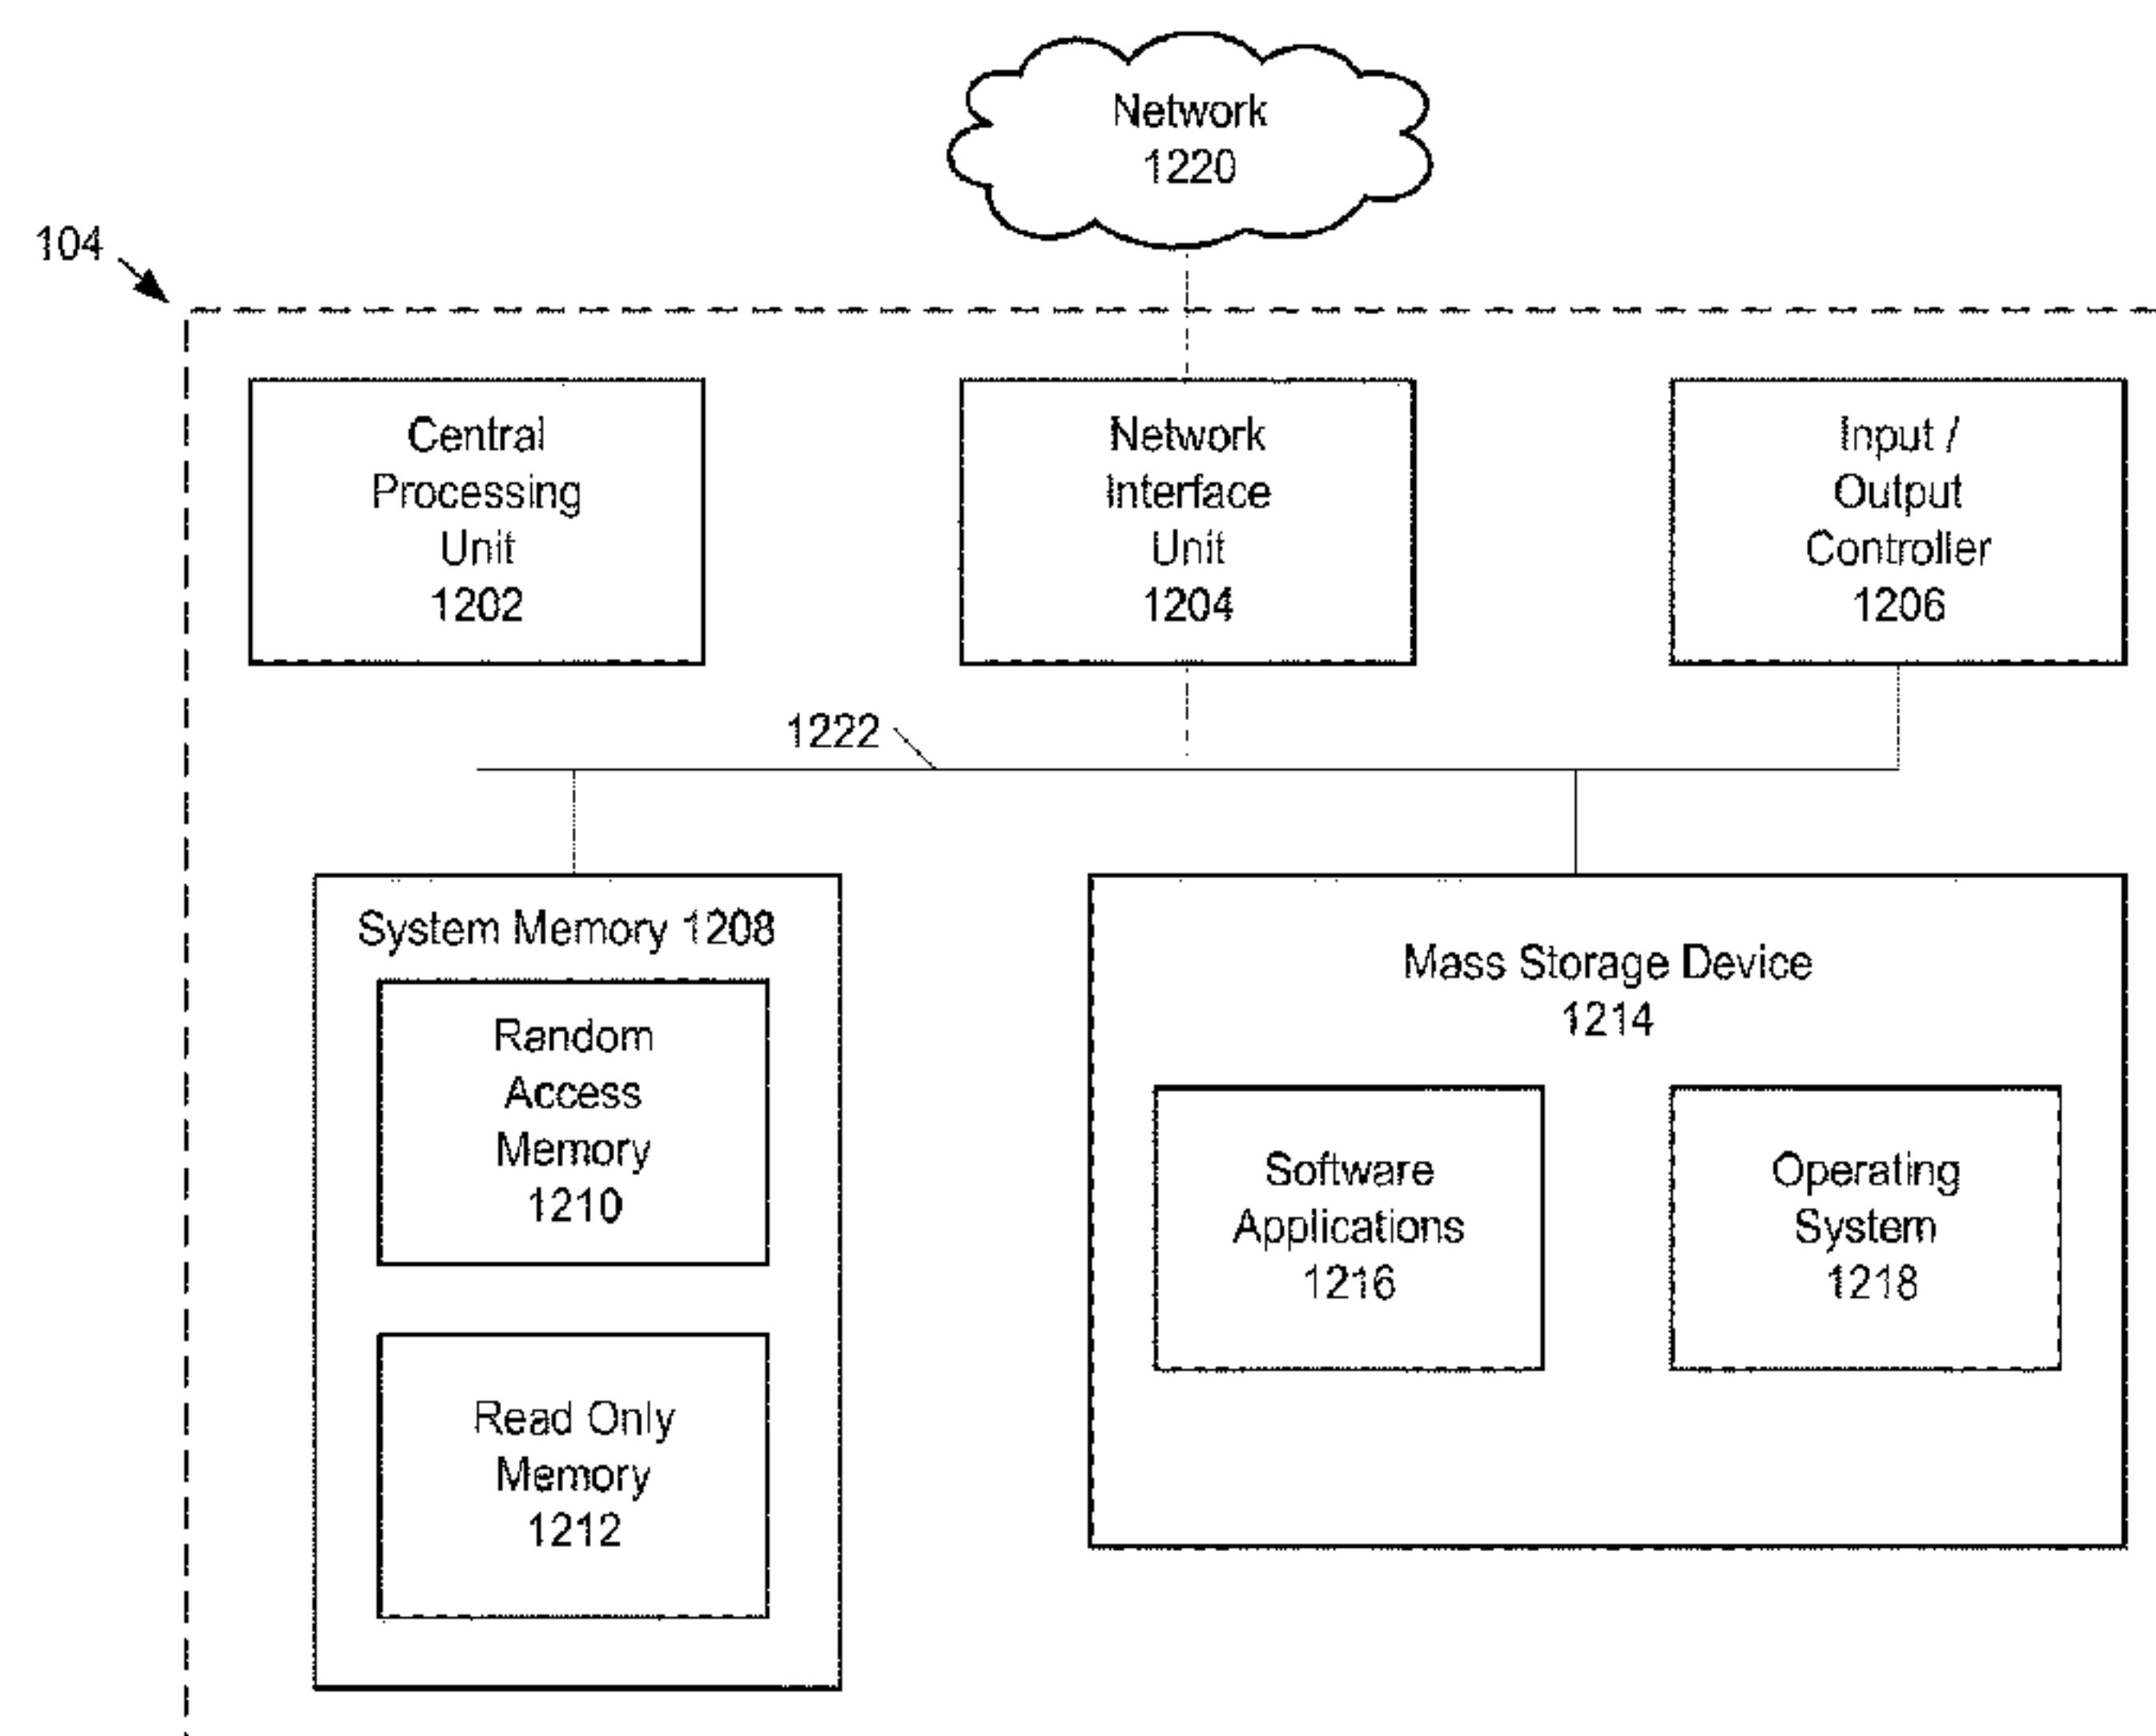 Network
1220
104
Central
Processing
Unit
1202
Network
Interface
Unit
1204
Input /
Output
Controller
1206
1222
System Memory 1208
Random
Access
Memory
1210
Read Only
Memory
1212
Mass Storage Device
1214
Software
Applications
1216
Operating
System
1218